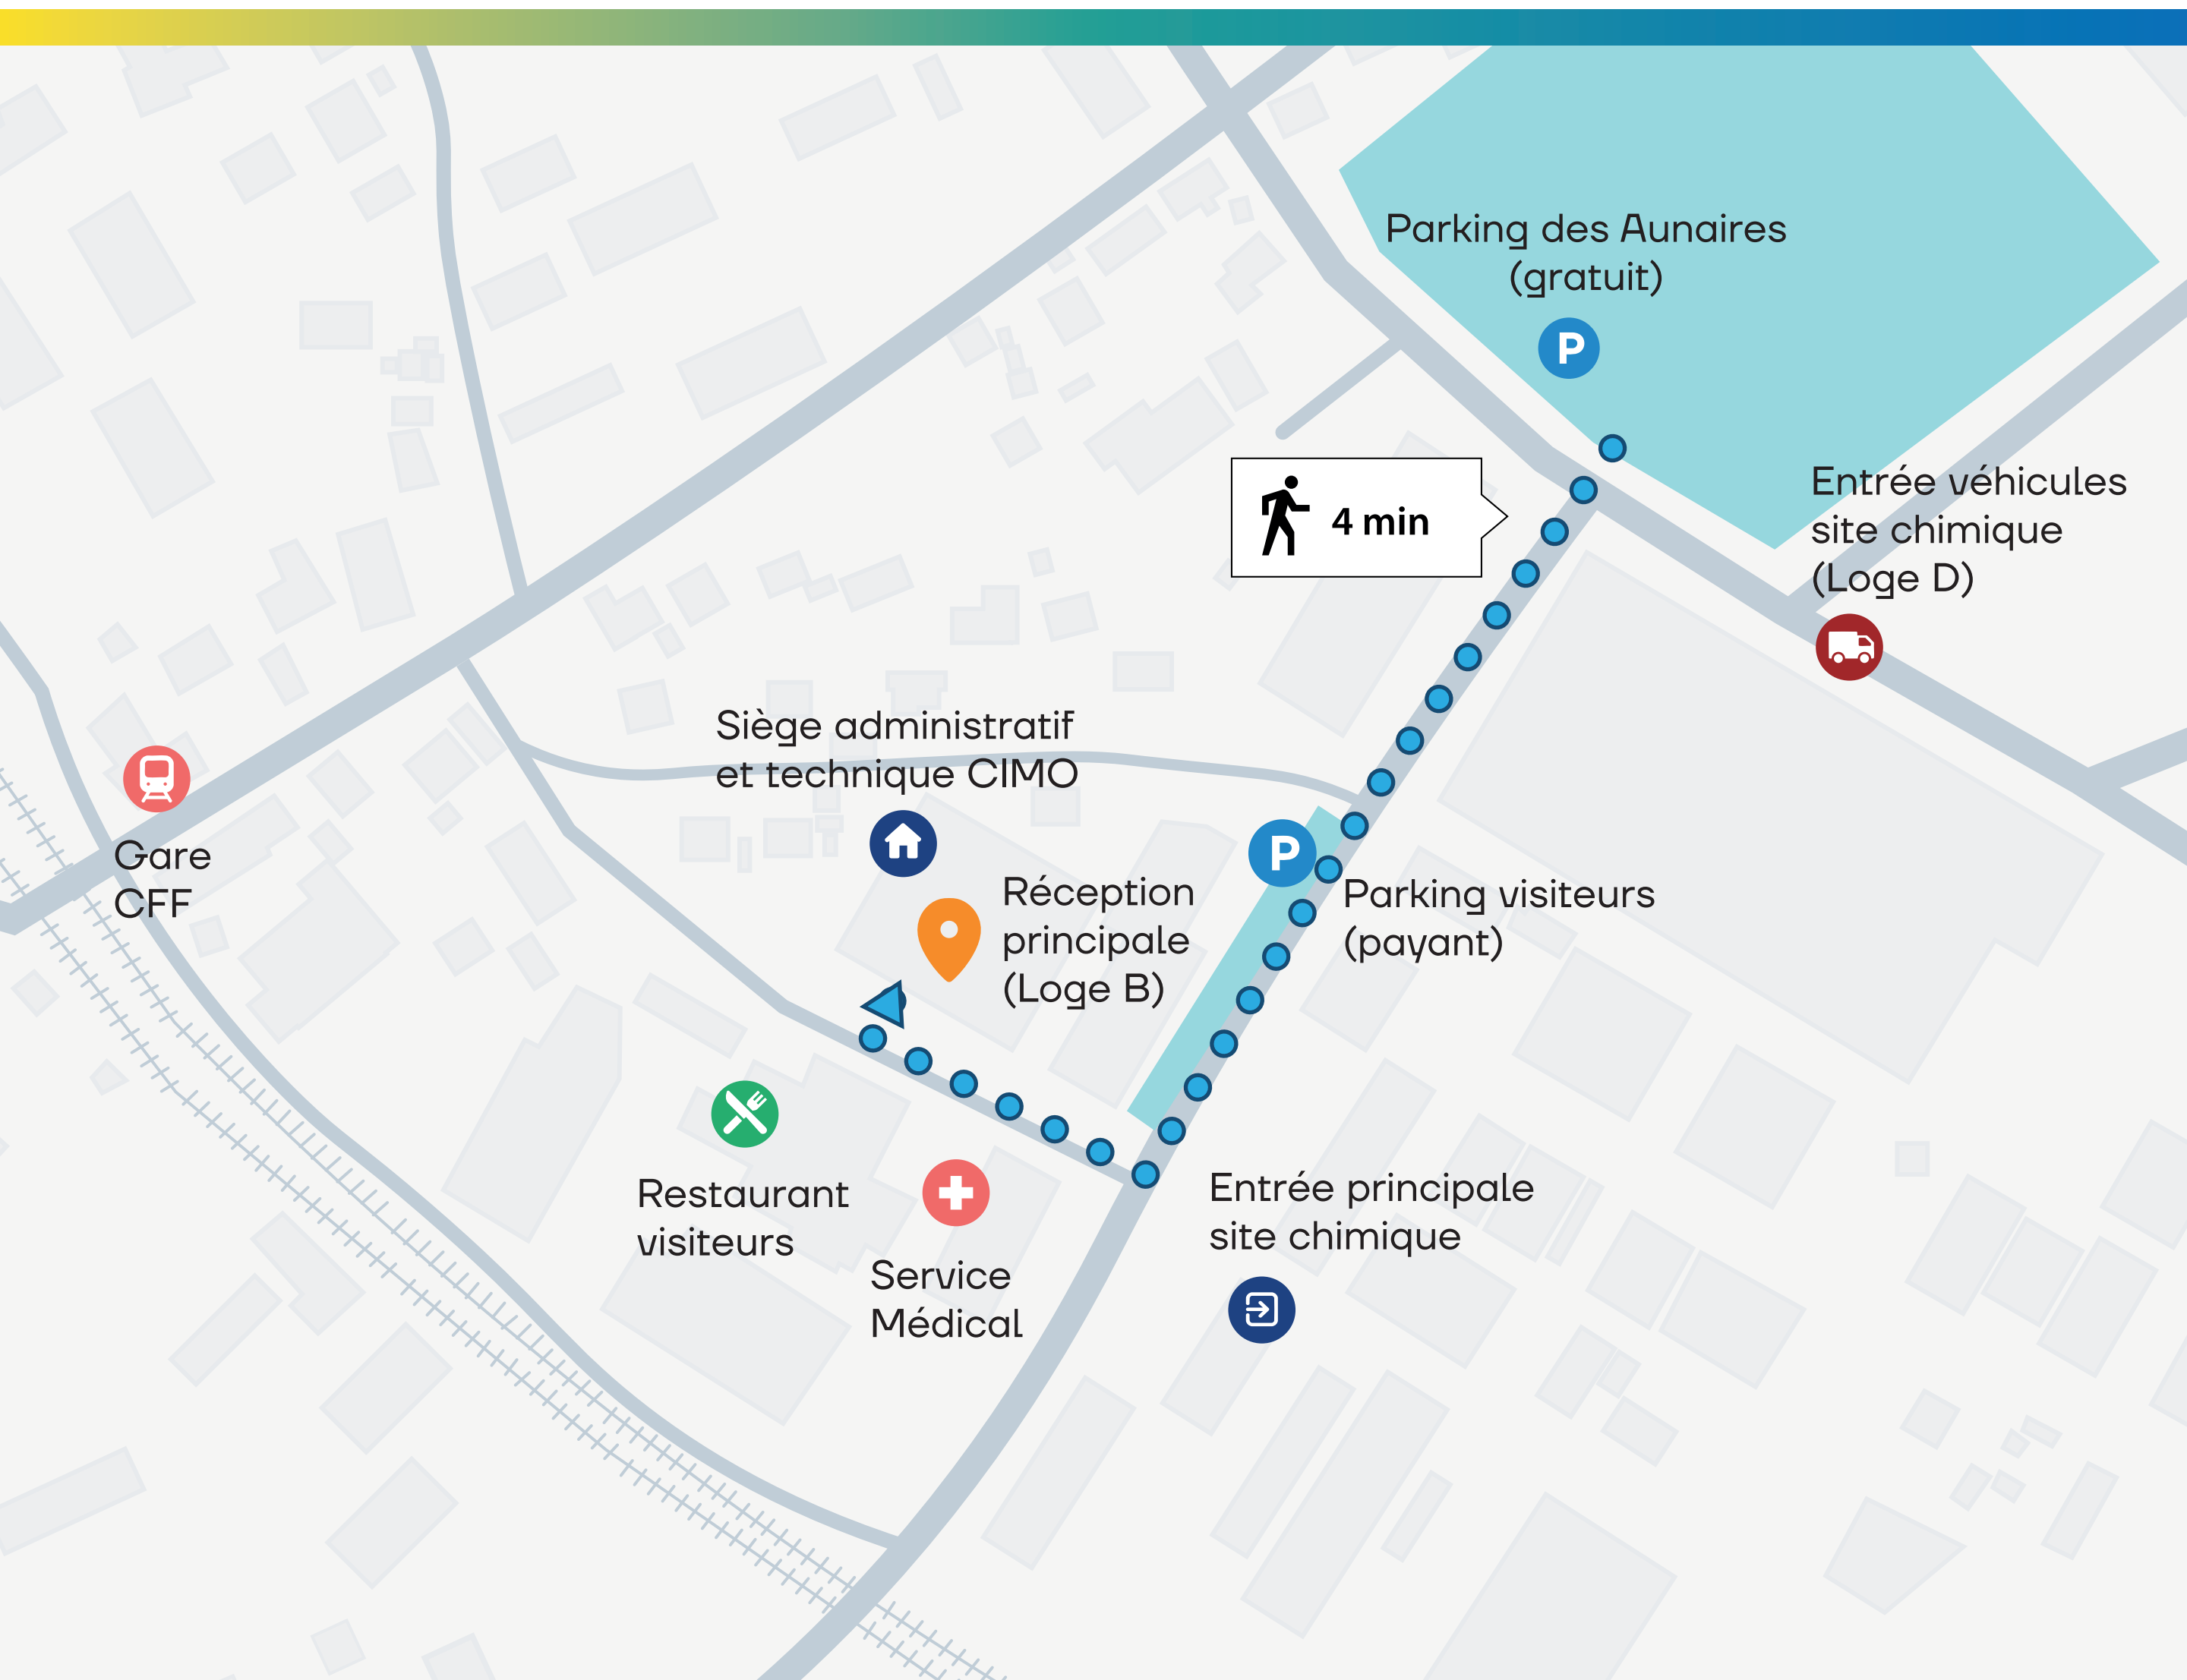 Parking des Aunaires
(gratuit)
P
4 min
Entrée véhicules
site chimique
(Loge D)
Siège administratif
et technique CIMO
Gare
CFF
Réception
principale
(Loge B)
P
Parking visiteurs
(payant)
Restaurant
visiteurs
Service
Médical
Entrée principale
site chimique